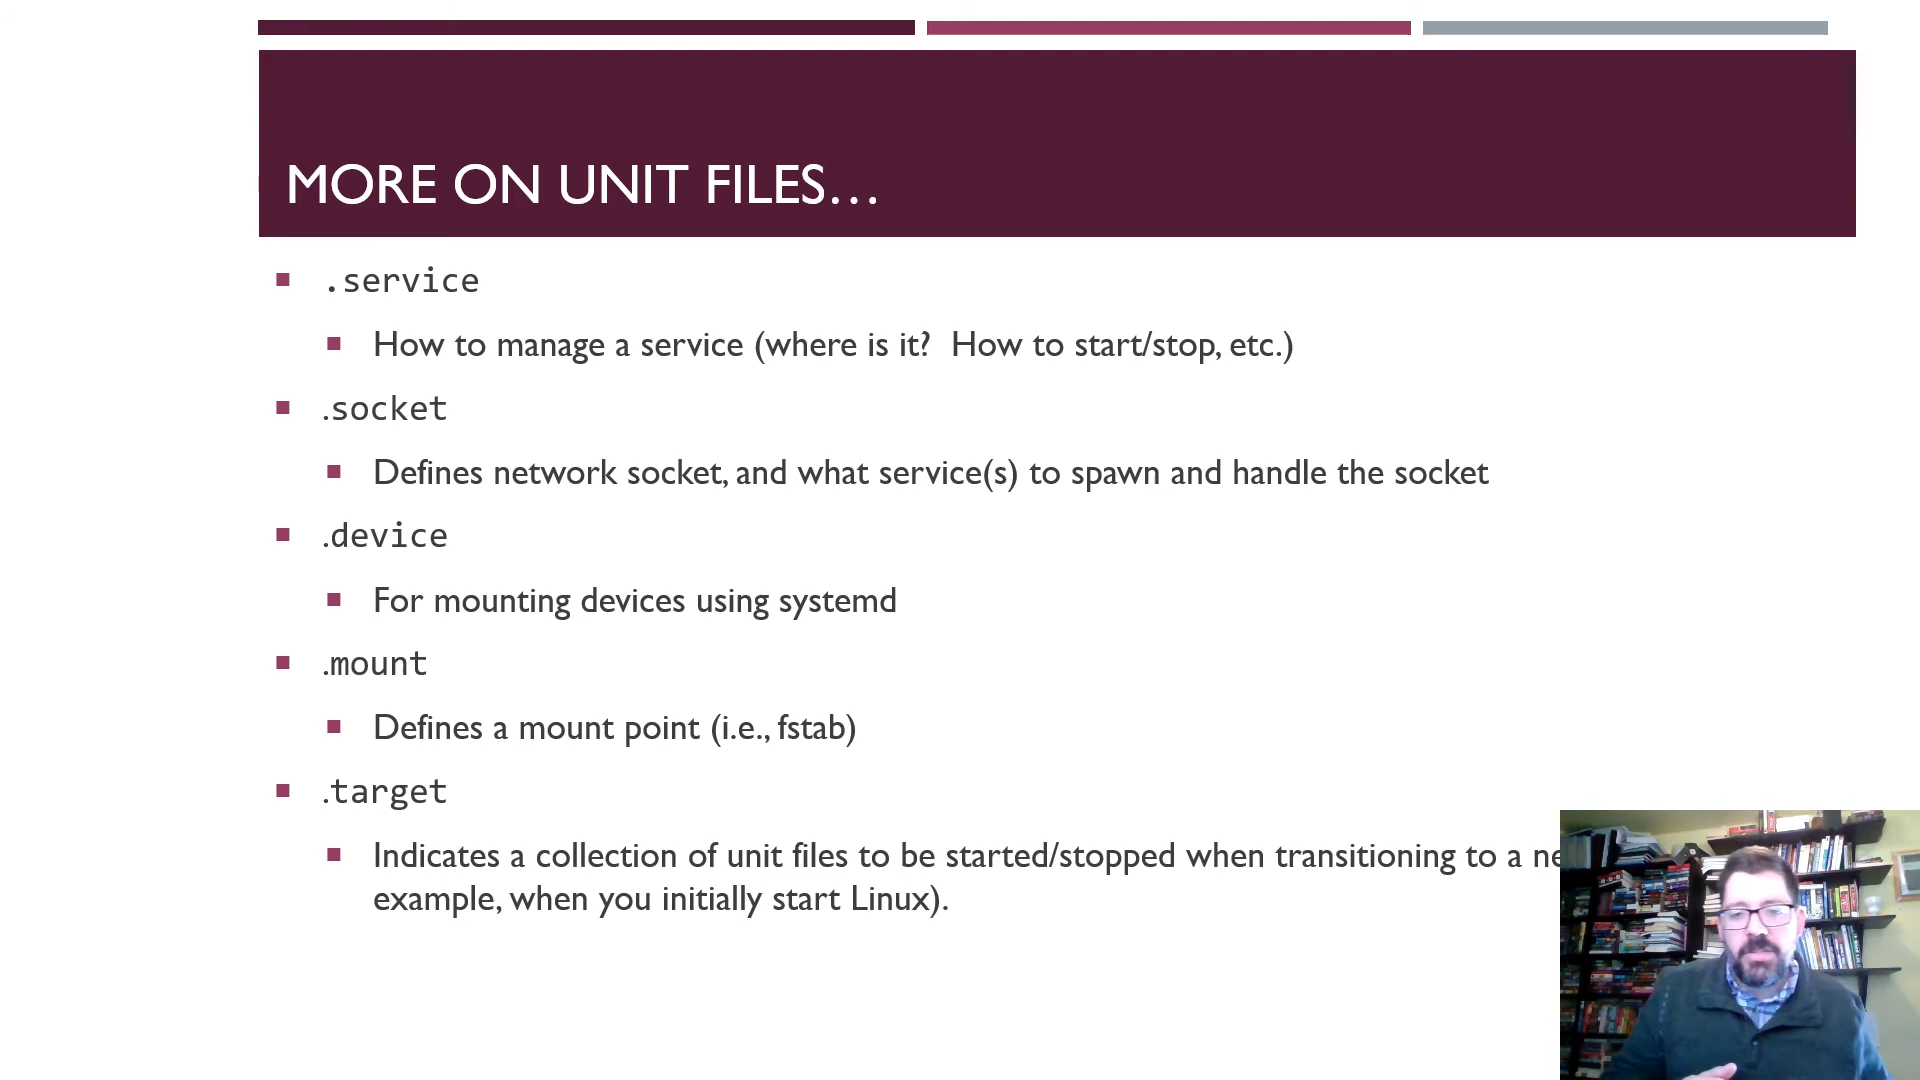 MORE ON UNIT FILES…
.service
How to manage a service (where is it?  How to start/stop, etc.)
.socket
Defines network socket, and what service(s) to spawn and handle the socket
.device
For mounting devices using systemd
.mount
Defines a mount point (i.e., fstab)
.target
Indicates a collection of unit files to be started/stopped when transitioning to a
example, when you initially start Linux).